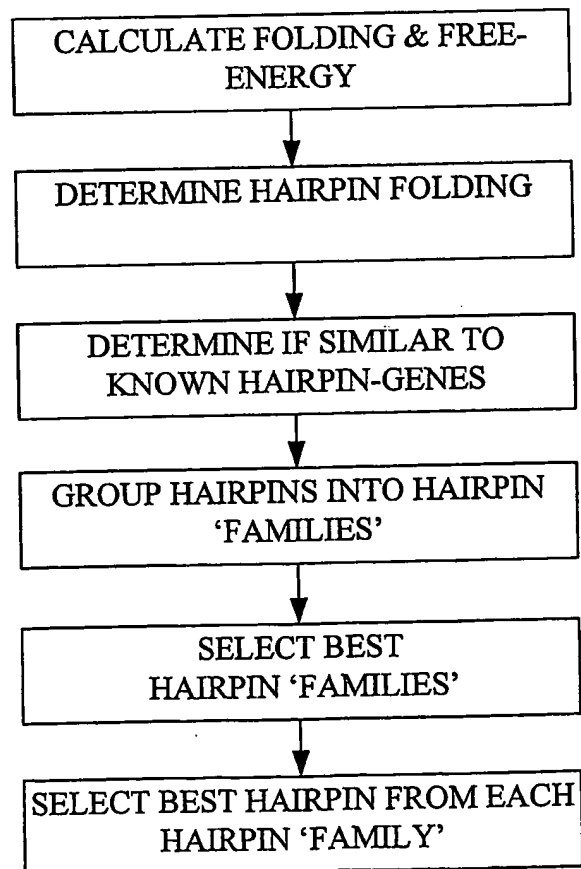 CALCULATE FOLDING & FREE-
ENERGY
DETERMINE HAIRPIN FOLDING
DETERMINE IF SIMILAR TO
KNOWN HAIRPIN-GENES
GROUP HAIRPINS INTO HAIRPIN
‘FAMILIES’
SELECT BEST
HAIRPIN ‘FAMILIES’
SELECT BEST HAIRPIN FROM EACH
HAIRPIN ‘FAMILY’